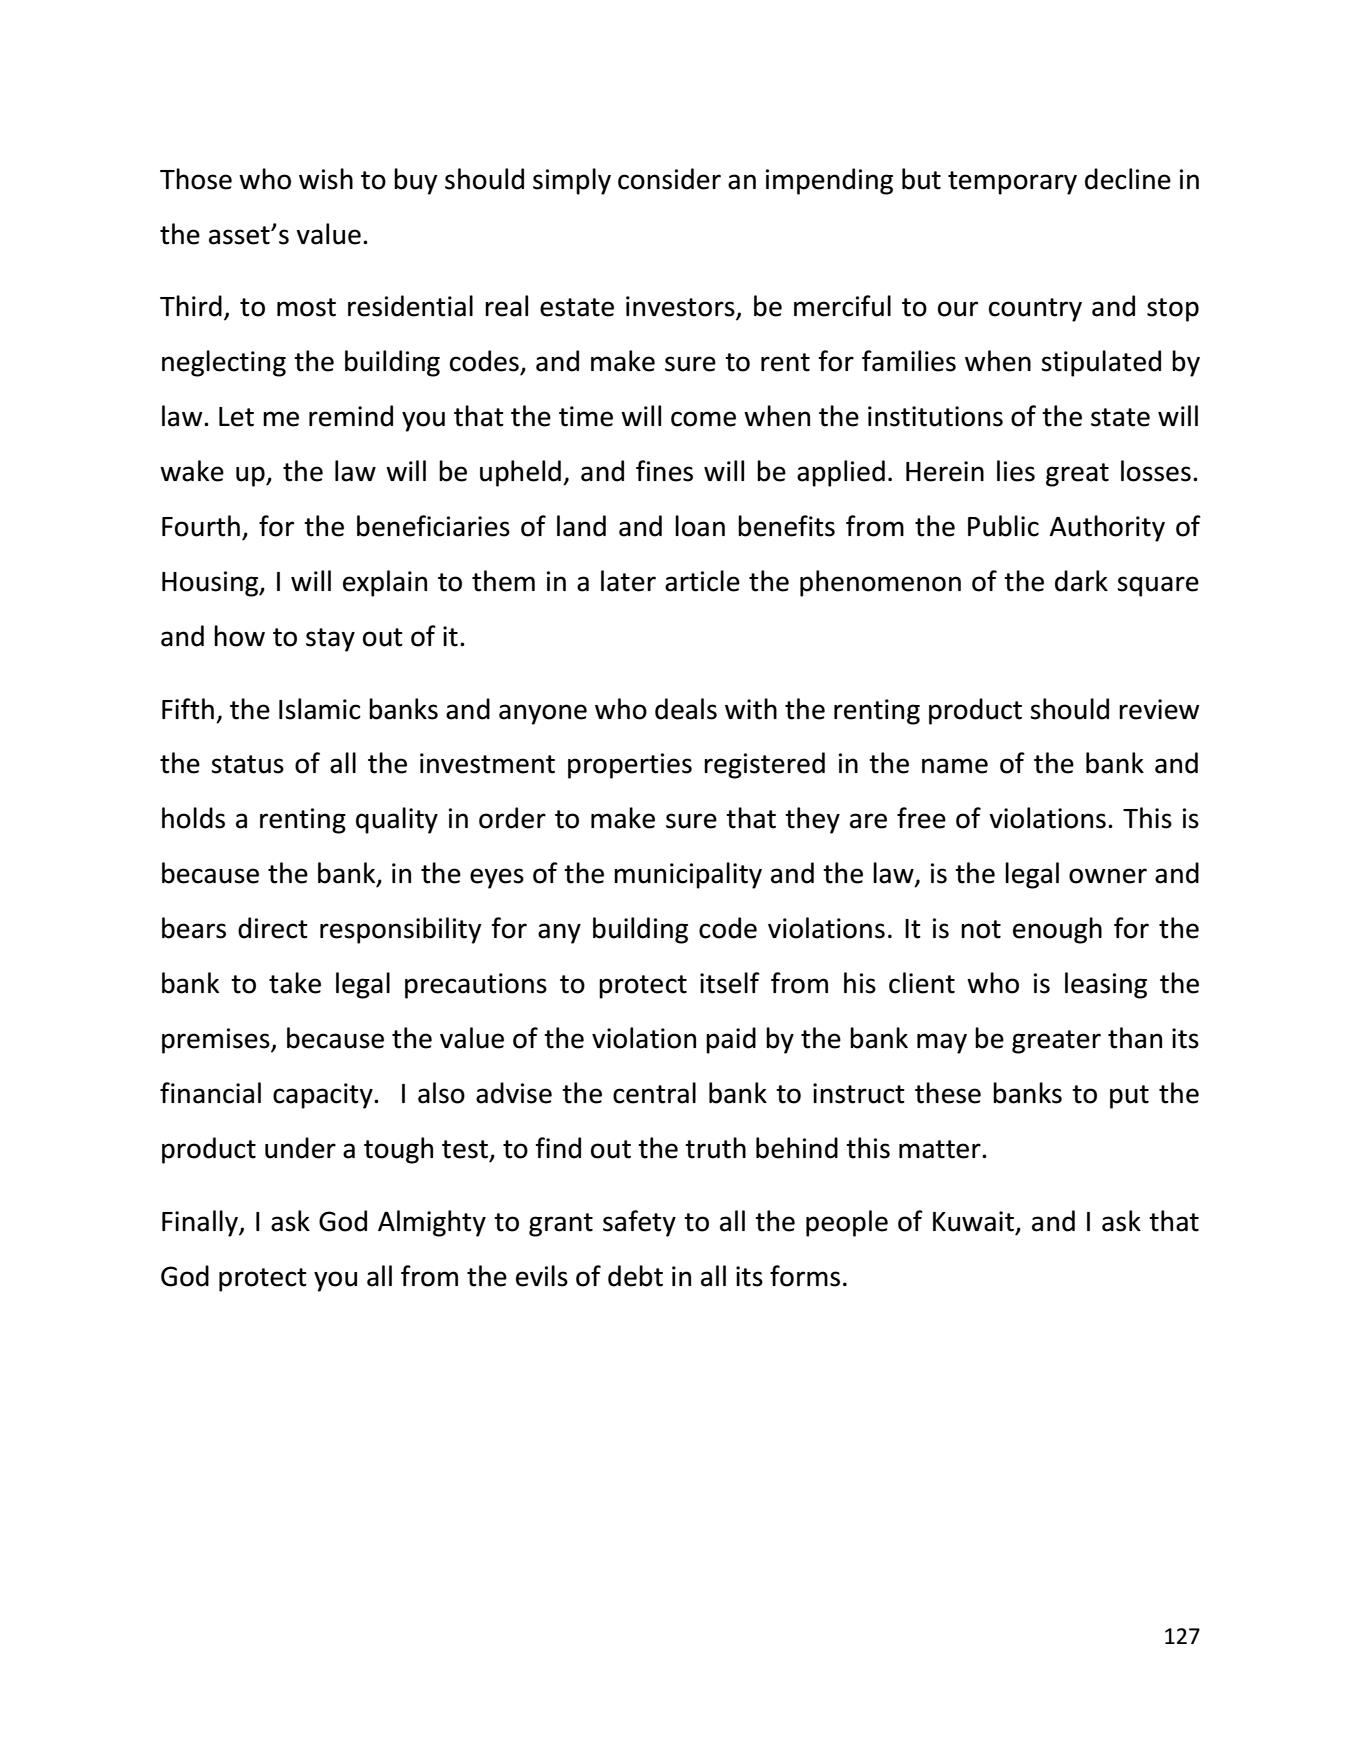 Those who wish to buy should simply consider an impending but temporary decline in
the asset’s value.
Third, to most residential real estate investors, be merciful to our country and stop
neglecting the building codes, and make sure to rent for families when stipulated by
law. Let me remind you that the time will come when the institutions of the state will
wake up, the law will be upheld, and fines will be applied. Herein lies great losses.
Fourth, for the beneficiaries of land and loan benefits from the Public Authority of
Housing, I will explain to them in a later article the phenomenon of the dark square
and how to stay out of it.
Fifth, the Islamic banks and anyone who deals with the renting product should review
the status of all the investment properties registered in the name of the bank and
holds a renting quality in order to make sure that they are free of violations. This is
because the bank, in the eyes of the municipality and the law, is the legal owner and
bears direct responsibility for any building code violations. It is not enough for the
bank to take legal precautions to protect itself from his client who is leasing the
premises, because the value of the violation paid by the bank may be greater than its
financial capacity.  I also advise the central bank to instruct these banks to put the
product under a tough test, to find out the truth behind this matter.
Finally, I ask God Almighty to grant safety to all the people of Kuwait, and I ask that
God protect you all from the evils of debt in all its forms.
127